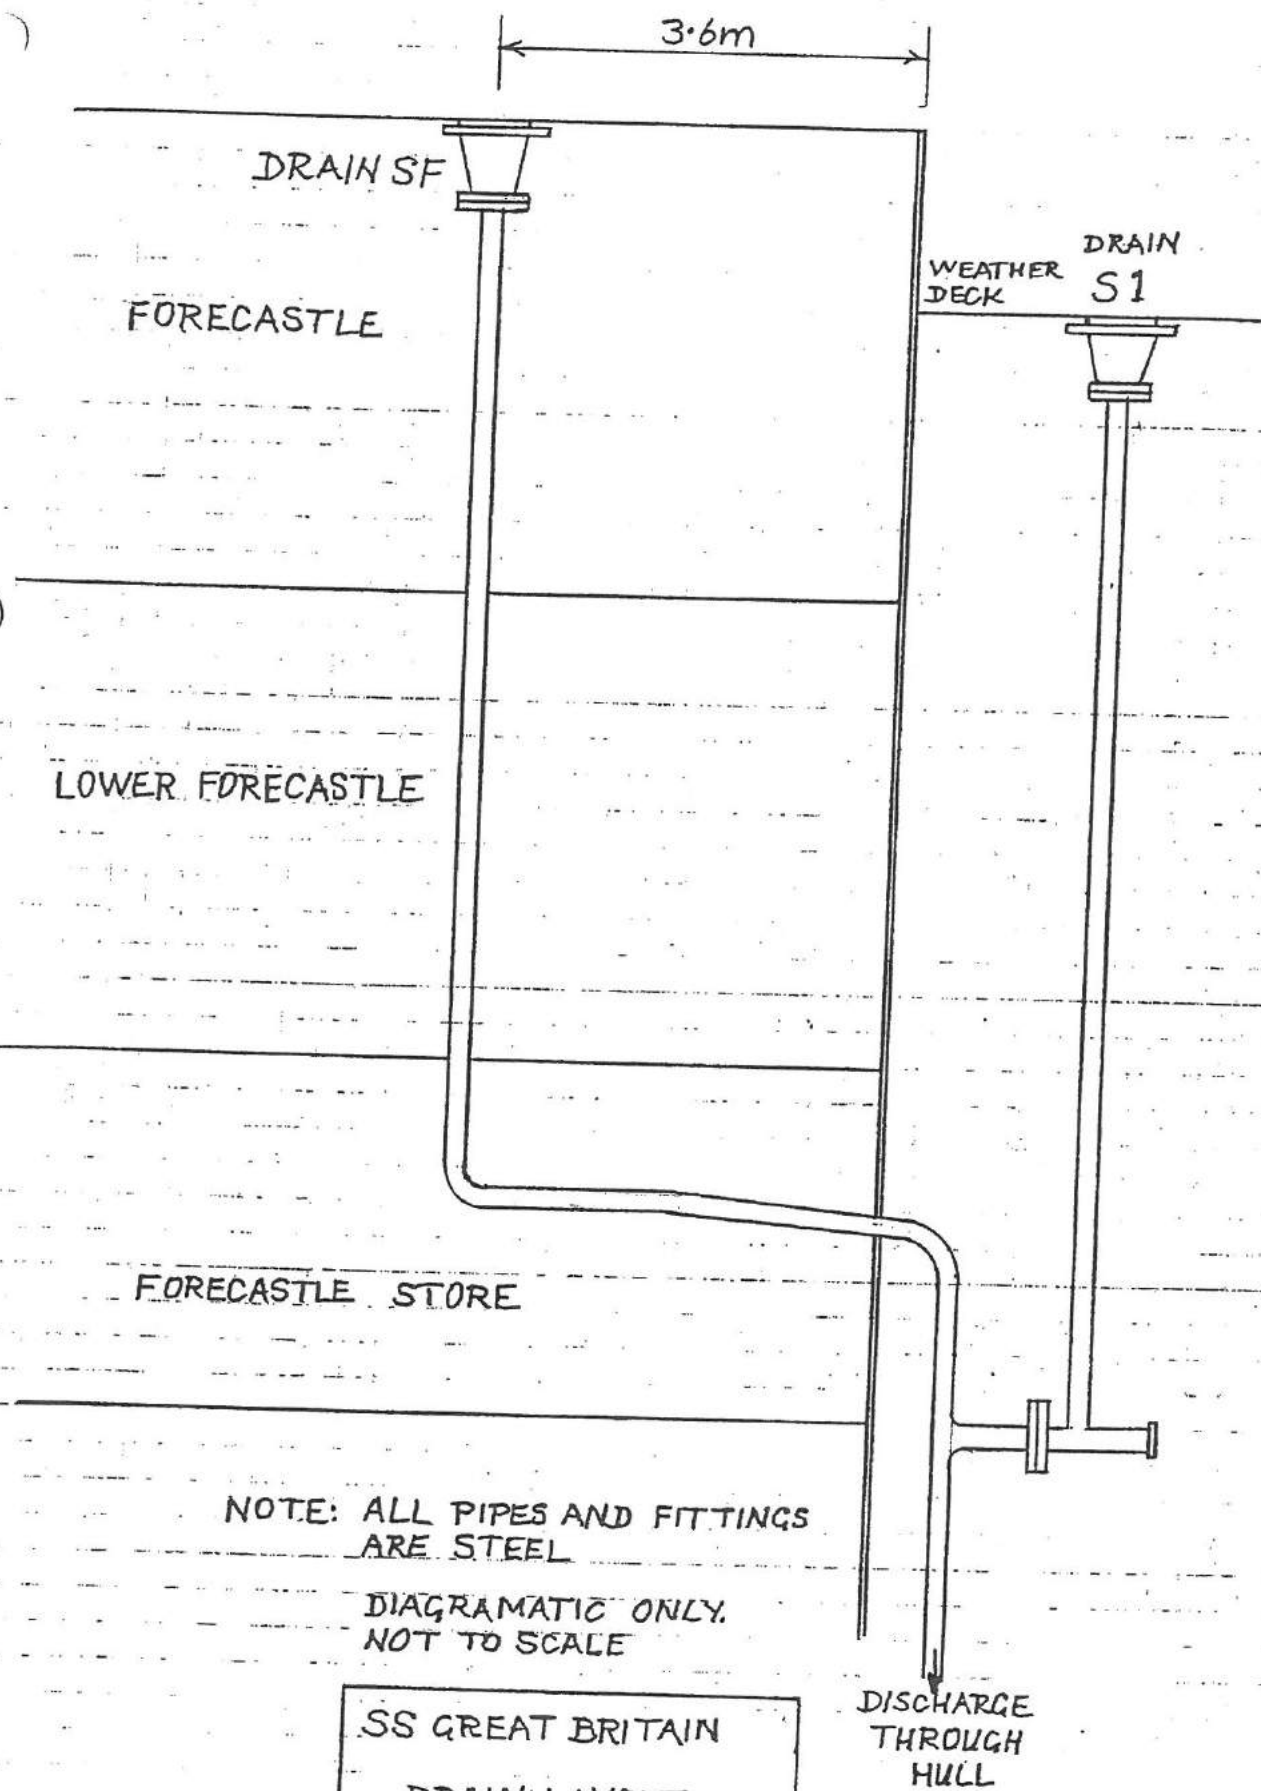 3.6m
DRAIN SF
DRAIN
WEATHER
DECK
S1
FORECASTLE
LOWER FORECASTLE
FORECASTLE STORE
NOTE: ALL PIPES AND FITTINGS
ARE STEEL
DIAGRAMATIC ONLY.
NOT TO SCALE
SS GREAT BRITAIN
DISCHARGE
THROUGH
HULL